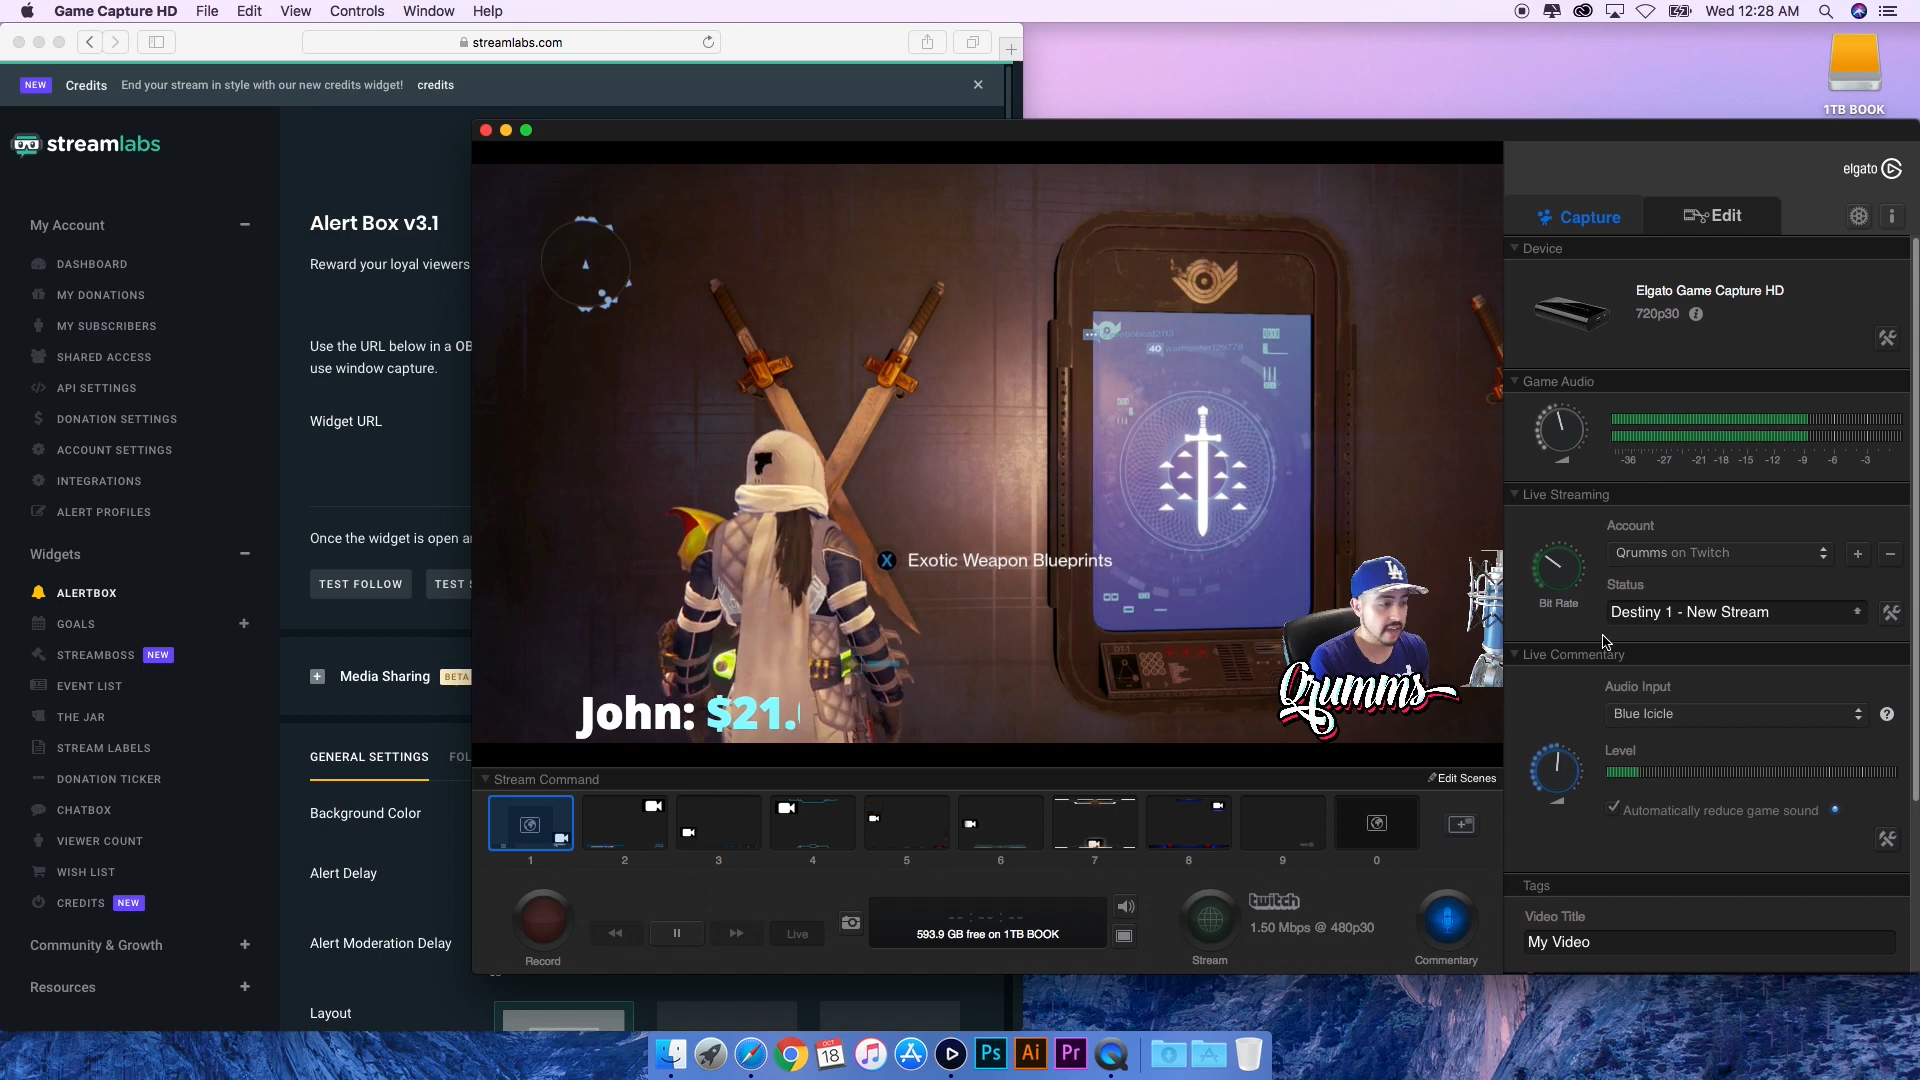 Game Capture HD File Edit View Controls Window Help
Wed 12:28 AM
streamlabs.com
1TB BOOK
NEW Credits End your stream in style with our new credits widget! credits
streamlabs
My Account
DASHBOARD
MY DONATIONS
MY SUBSCRIBERS
SHARED ACCESS
API SETTINGS
DONATION SETTINGS
ACCOUNT SETTINGS
INTEGRATIONS
ALERT PROFILES
Widgets
ALERTBOX
GOALS
STREAMBOSS NEW
EVENT LIST
THE JAR
STREAM LABELS
DONATION TICKER
CHATBOX
VIEWER COUNT
WISH LIST
CREDITS NEW
Community & Growth
Resources
Alert Box v3.1
Reward your loyal viewers
Use the URL below in a OB
use window capture.
Widget URL
Once the widget is open a
TEST FOLLOW TEST S
Media Sharing BETA
GENERAL SETTINGS FOL
Background Color
Alert Delay
Alert Moderation Delay
Layout
40
X Exotic Weapon Blueprints
LA
John: $21.
Qrumms
Stream Command
Edit Scenes
1 2 3 4 5 6 7 8 9 0
Record
Live
-- : -- : --
593.9 GB free on 1TB BOOK
Stream
twitch
1.50 Mbps @ 480p30
Commentary
elgato
Capture Edit
Device
Elgato Game Capture HD
720p30
Game Audio
-36 -27 -21 -18 -15 -12 -9 -6 -3
Live Streaming
Account
Qrumms on Twitch
Status
Bit Rate
Destiny 1 - New Stream
Live Commentary
Audio Input
Blue Icicle
Level
Automatically reduce game sound
Tags
Video Title
My Video
OCT
18
Ps Ai Pr